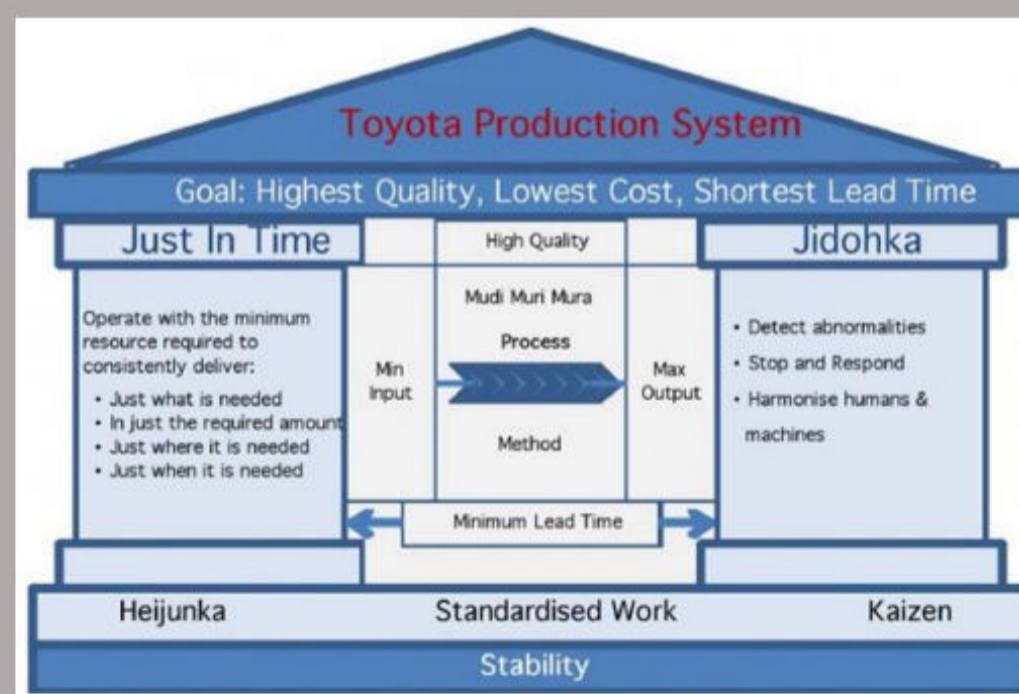 Toyota Production System
Goal: Highest Quality, Lowest Cost, Shortest Lead Time
Just In Time
High Quality
Jidohka
Operate with the minimum
resource required to
consistently deliver:
• Just what is needed
• In just the required amount
• Just where it is needed
• Just when it is needed
Min
Input
Mudi Muri Mura
Process
Method
Max
Output
• Detect abnormalities
• Stop and Respond
• Harmonise humans &
machines
Minimum Lead Time
Heijunka
Standardised Work
Kaizen
Stability